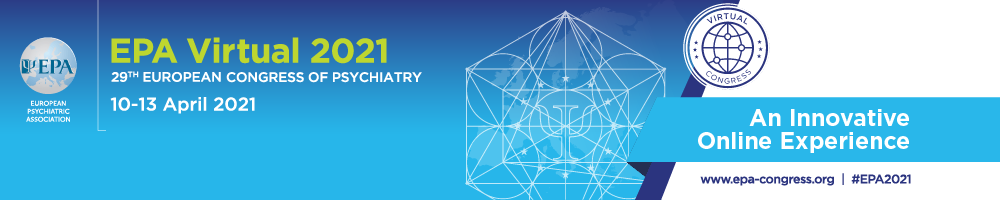 ΨEPA
EUROPEAN
PSYCHIATRIC
ASSOCIATION
EPA Virtual 2021
29TH EUROPEAN CONGRESS OF PSYCHIATRY
10-13 April 2021
Ψ
VIRTUAL
CONGRESS
An Innovative
Online Experience
www.epa-congress.org | #EPA2021